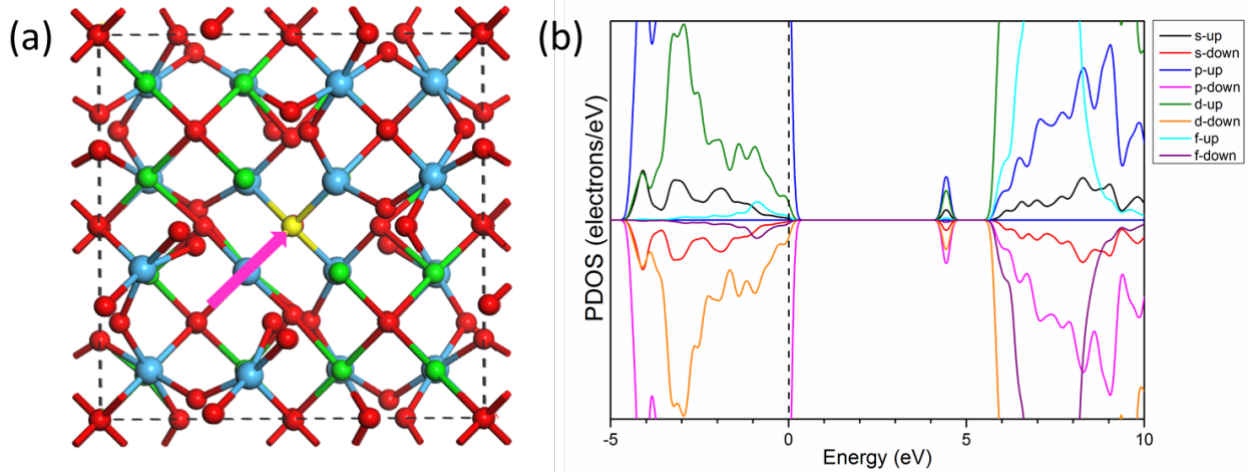 (a)
(b)
PDOS (electrons/eV)
s-up
s-down
p-up
p-down
d-up
d-down
f-up
f-down
-5
0
5
10
Energy (eV)